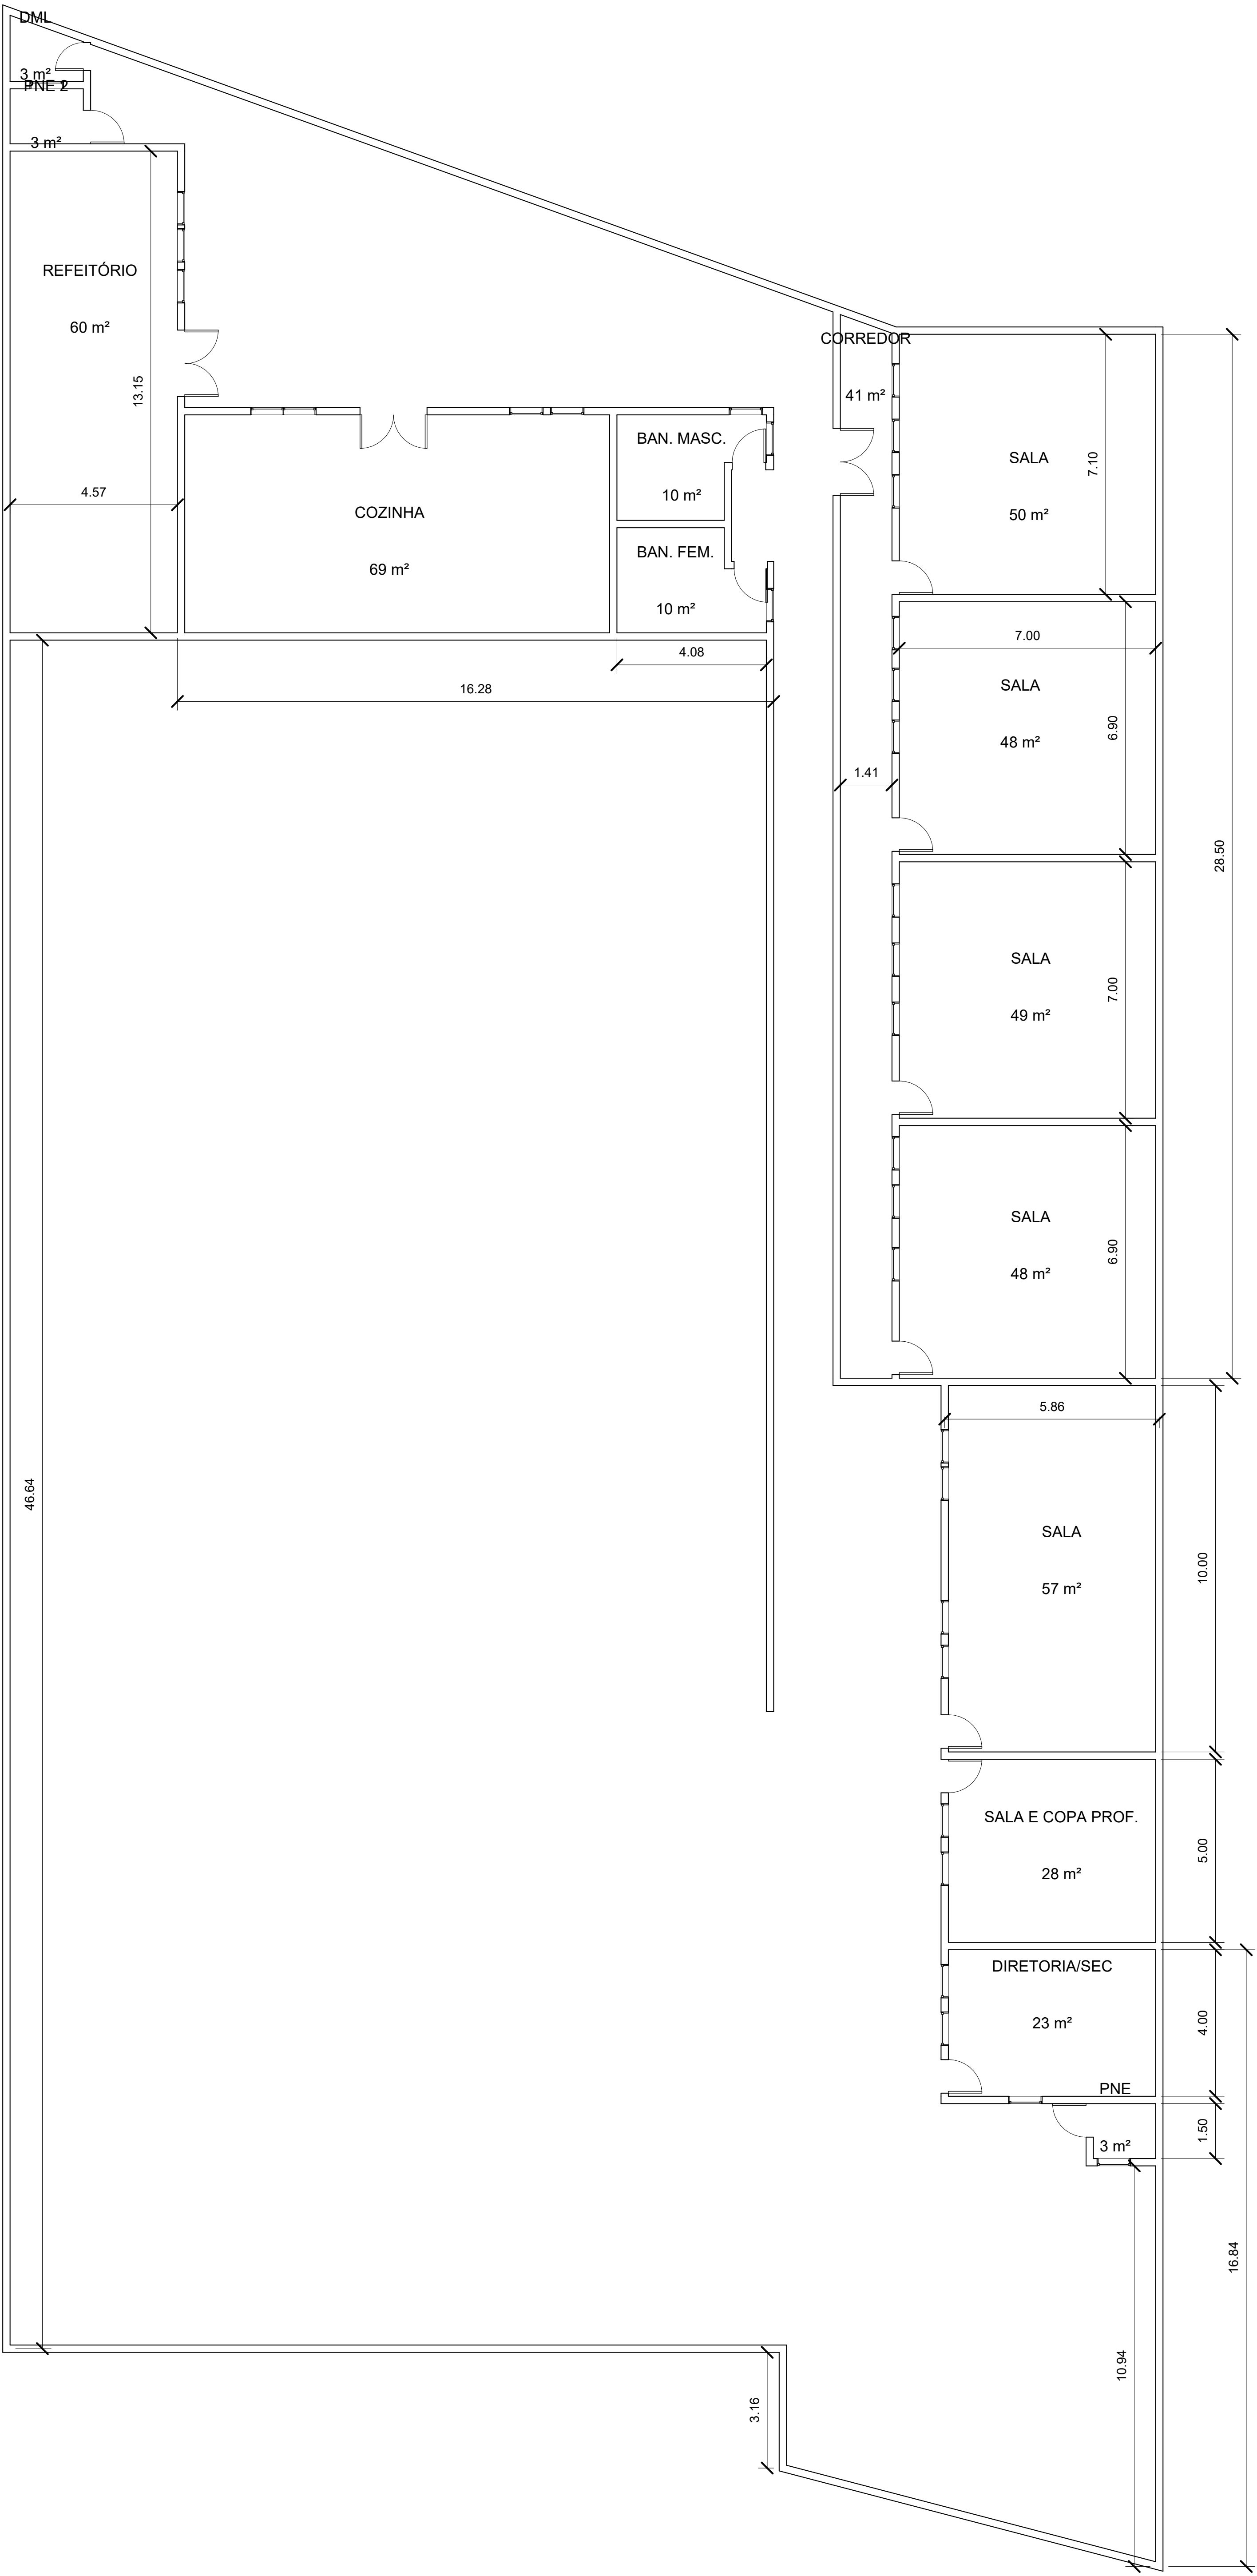 DML
3 m²
PNE 2
3 m²
REFEITÓRIO
60 m²
13.15
4.57
COZINHA
69 m²
BAN. MASC.
10 m²
BAN. FEM.
10 m²
4.08
16.28
CORREDOR
41 m²
SALA
50 m²
7.10
7.00
SALA
48 m²
6.90
1.41
28.50
SALA
49 m²
7.00
SALA
48 m²
6.90
5.86
46.64
SALA
57 m²
10.00
SALA E COPA PROF.
28 m²
5.00
DIRETORIA/SEC
23 m²
4.00
PNE
3 m²
1.50
16.84
10.94
3.16